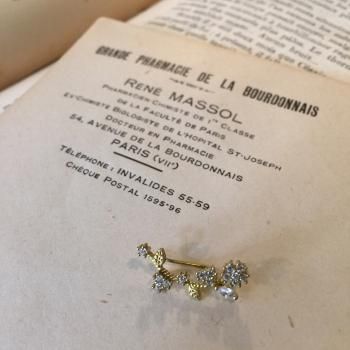 GRANDE PHARMACIE DE LA BOURDONNAIS
RENÉ MASSOL
PHARMACIEN CHIMISTE DE 1re CLASSE
DE LA FACULTÉ DE PARIS
EX-CHIMISTE BIOLOGISTE DE L'HOPITAL ST-JOSEPH
DOCTEUR EN PHARMACIE
54, AVENUE DE LA BOURDONNAIS
PARIS (VIIe)
TÉLÉPHONE: INVALIDES 55-59
CHÈQUE POSTAL 1595-96